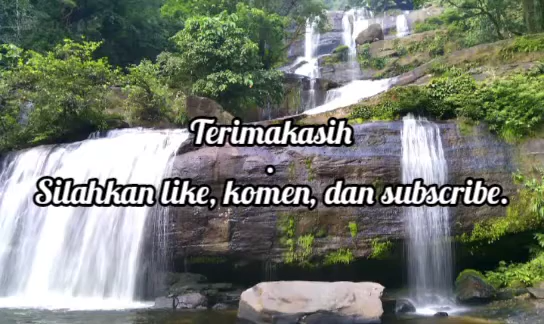 Terimakasih
.
Silahkan like, komen, dan subscribe.